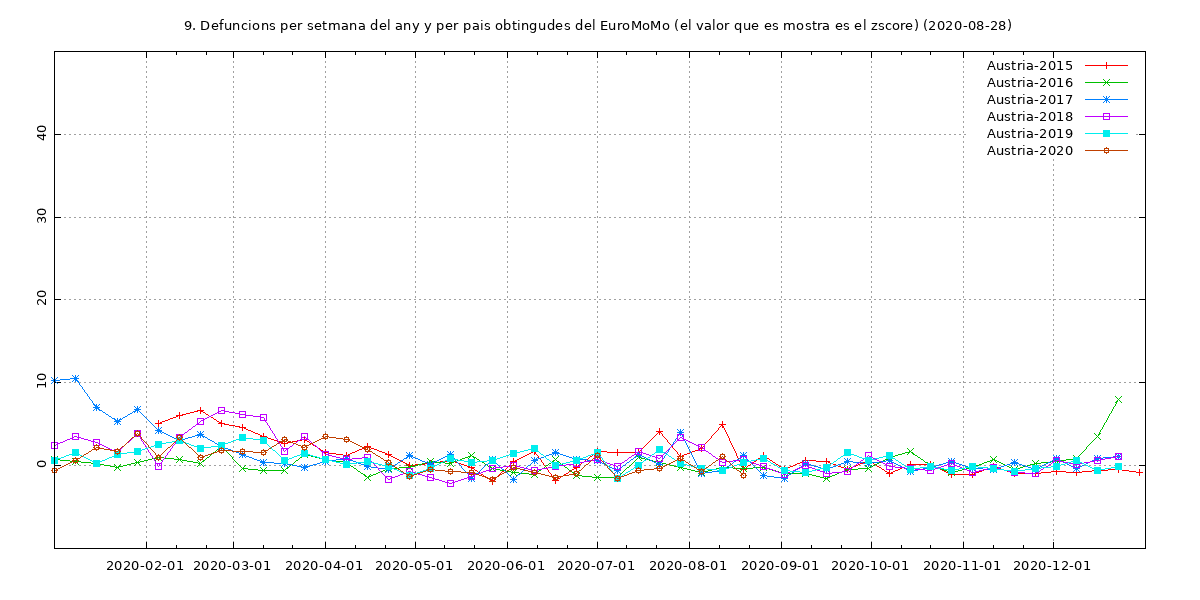 9. Defuncions per setmana del any y per pais obtingudes del EuroMoMo (el valor que es mostra es el zscore) (2020-08-28)
Austria-2015
Austria-2016
Austria-2017
Austria-2018
Austria-2019
Austria-2020
40
30
20
10
0
2020-02-01 2020-03-01 2020-04-01 2020-05-01 2020-06-01 2020-07-01 2020-08-01 2020-09-01 2020-10-01 2020-11-01 2020-12-01